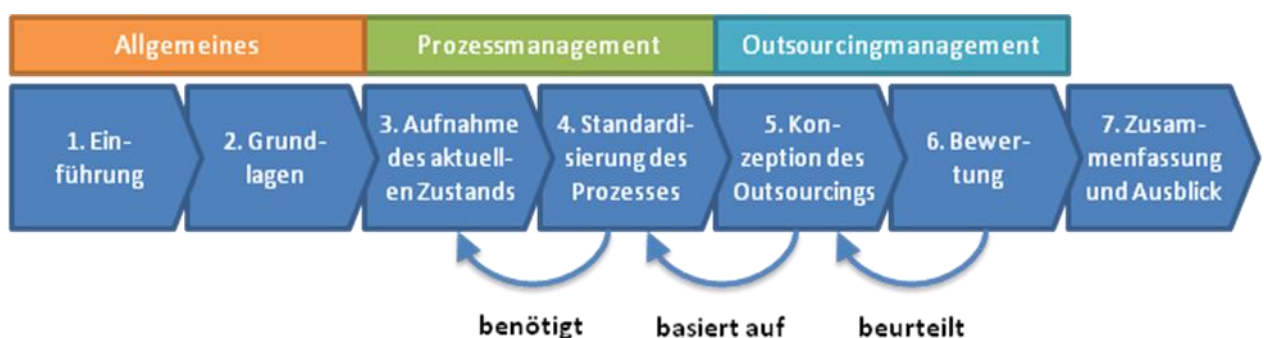 Allgemeines
Prozessmanagement
Outsourcingmanagement
1. Ein-
führung
2. Grund-
lagen
3. Aufnahme
des aktuell-
en Zustands
4. Standardi-
sierung des
Prozesses
5. Kon-
zeption des
Outsourcings
6. Bewer-
tung
7. Zusam-
menfassung
und Ausblick
benötigt
basiert auf
beurteilt